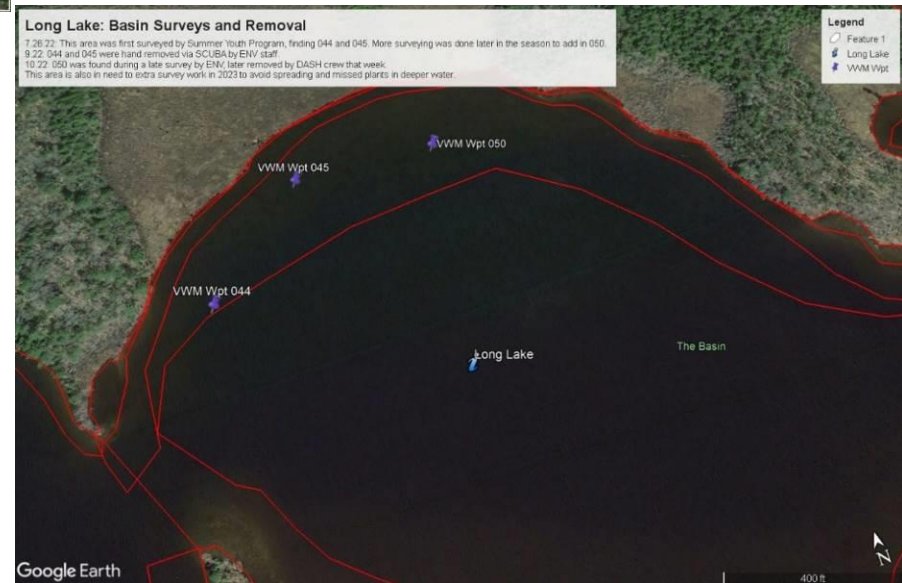 Long Lake: Basin Surveys and Removal
7.26.22: This area was first surveyed by Summer Youth Program, finding 044 and 045. More surveying was done later in the season to add in 050.
9.22: 044 and 045 were hand removed via SCUBA by ENV staff.
10.22: 050 was found during a late survey by ENV, later removed by DASH crew that week.
This area is also in need to extra survey work in 2023 to avoid spreading and missed plants in deeper water.
Legend
Feature 1
Long Lake
VWM Wpt
VWM Wpt 050
VWM Wpt 045
VWM Wpt 044
The Basin
Long Lake
N
Google Earth
400 ft